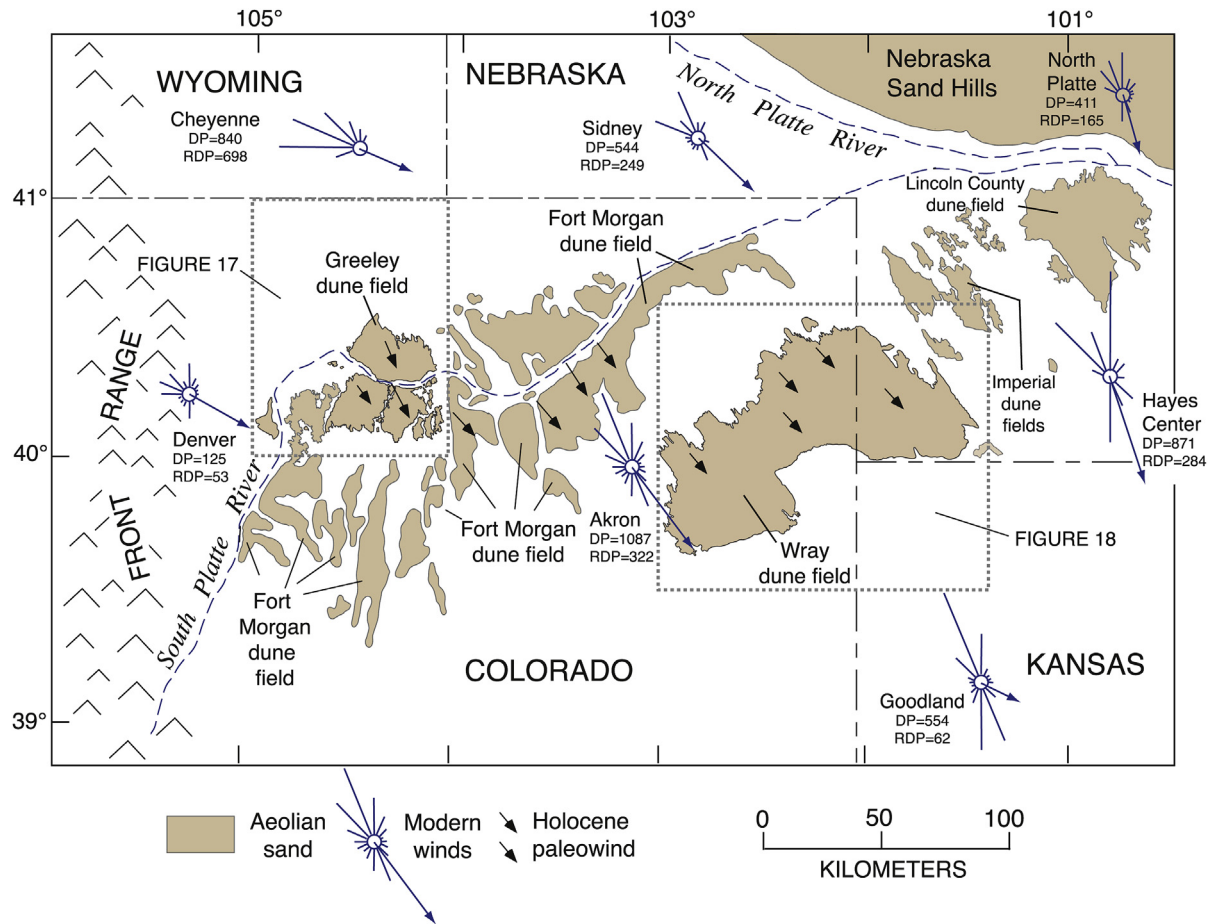 105°
103°
101°
WYOMING
Cheyenne
DP=840
RDP=698
NEBRASKA
Sidney
DP=544
RDP=249
North Platte River
Nebraska
Sand Hills
North
Platte
DP=411
RDP=165
41°
Lincoln County
dune field
Fort Morgan
dune field
FIGURE 17
Greeley
dune field
FRONT RANGE
Denver
DP=125
RDP=53
Imperial
dune
fields
Hayes
Center
DP=871
RDP=284
40°
South Platte River
Fort Morgan
dune field
Akron
DP=1087
RDP=322
Wray
dune field
FIGURE 18
Fort
Morgan
dune
field
COLORADO
KANSAS
Goodland
DP=554
RDP=62
39°
Aeolian
sand
Modern
winds
Holocene
paleowind
0
50
100
KILOMETERS